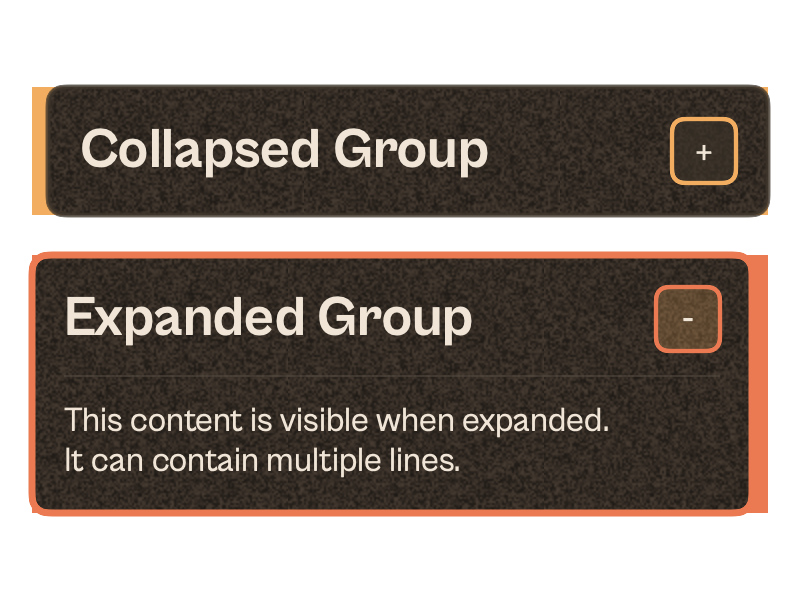 Collapsed Group
+
Expanded Group
-
This content is visible when expanded.
It can contain multiple lines.